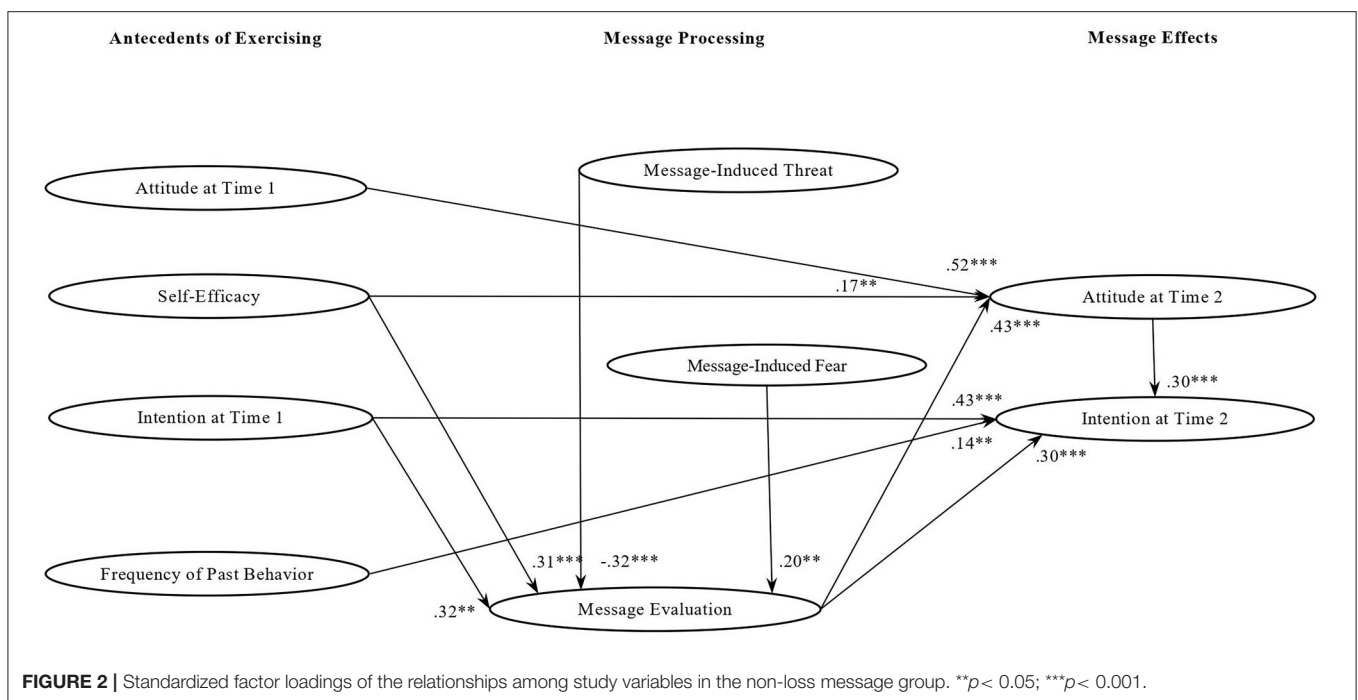 Antecedents of Exercising
Message Processing
Message Effects
Message-Induced Threat
Attitude at Time 1
.52***
Self-Efficacy
.17**
Attitude at Time 2
.43***
Message-Induced Fear
.30***
.43***
Intention at Time 1
Intention at Time 2
.14**
.30***
.31***
-.32***
.20**
Frequency of Past Behavior
.32**
Message Evaluation
FIGURE 2 | Standardized factor loadings of the relationships among study variables in the non-loss message group. **p< 0.05; ***p< 0.001.